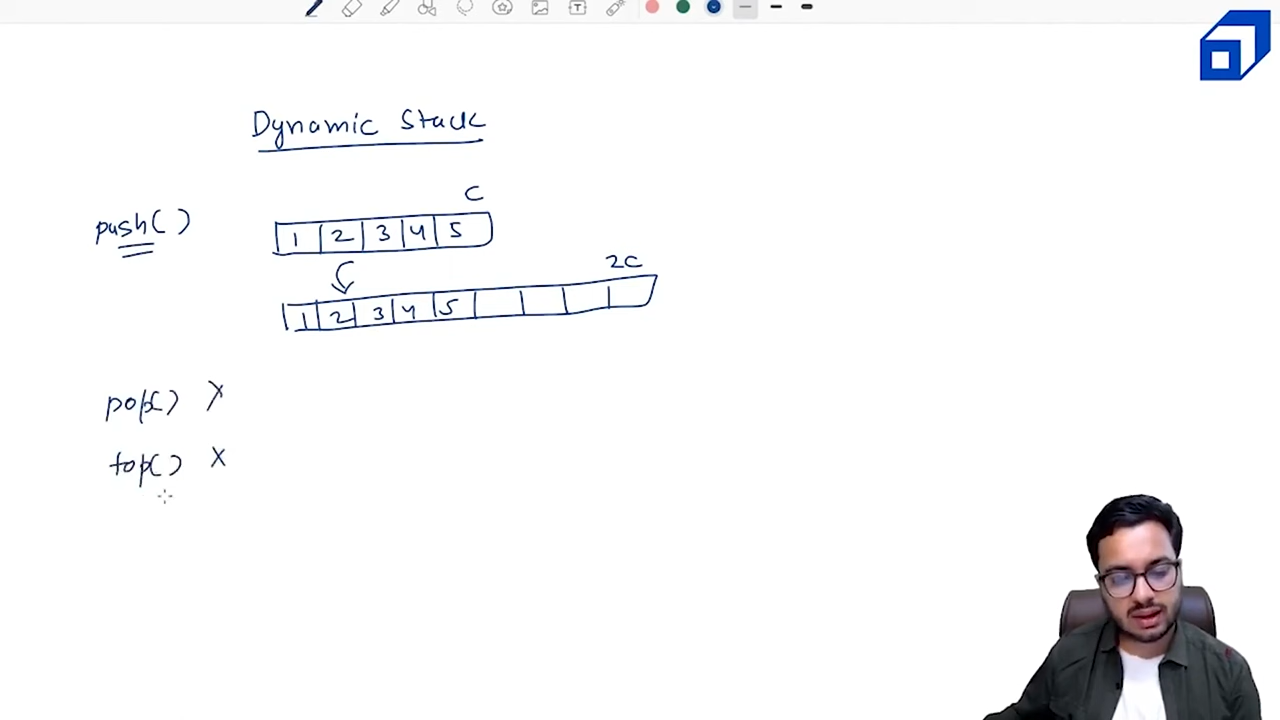 Dynamic Stack
C
push( )
1 2 3 4 5
2C
1 2 3 4 5
pop( ) X
top( ) X